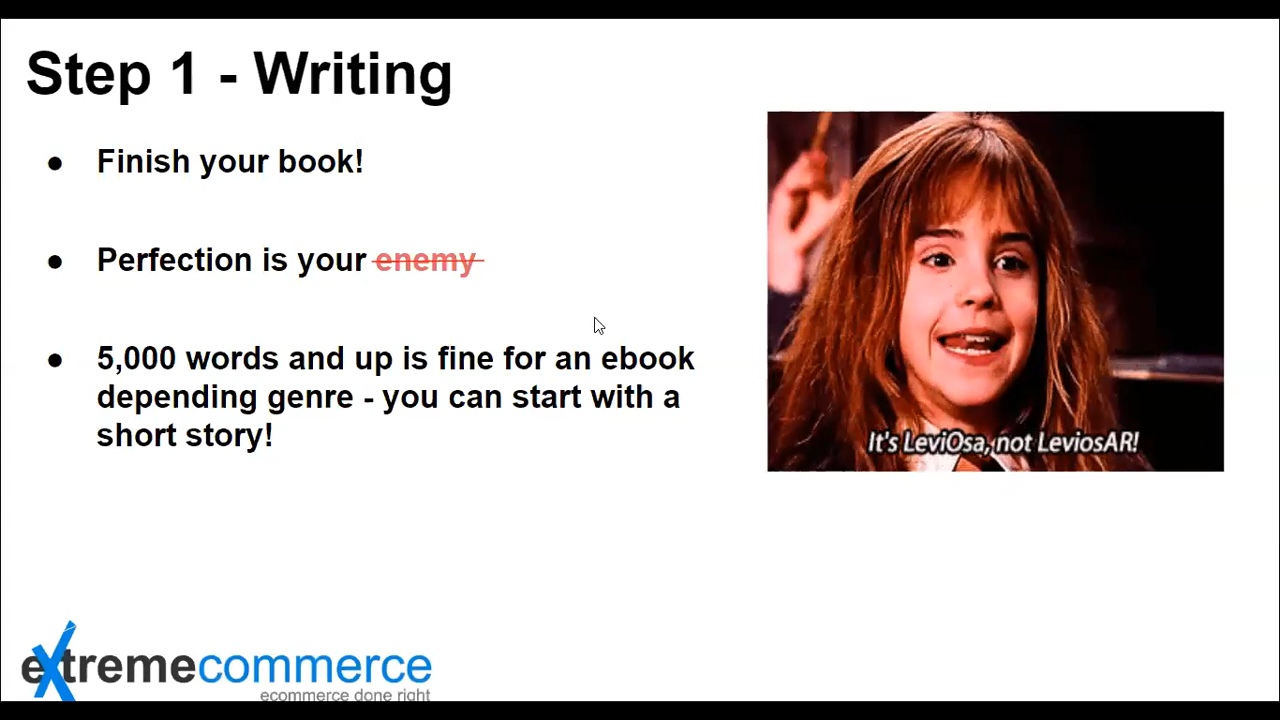 Step 1 - Writing
● Finish your book!
● Perfection is your enemy
● 5,000 words and up is fine for an ebook
depending genre - you can start with a
short story!
It's LeviOsa, not LeviosAR!
extremecommerce
ecommerce done right